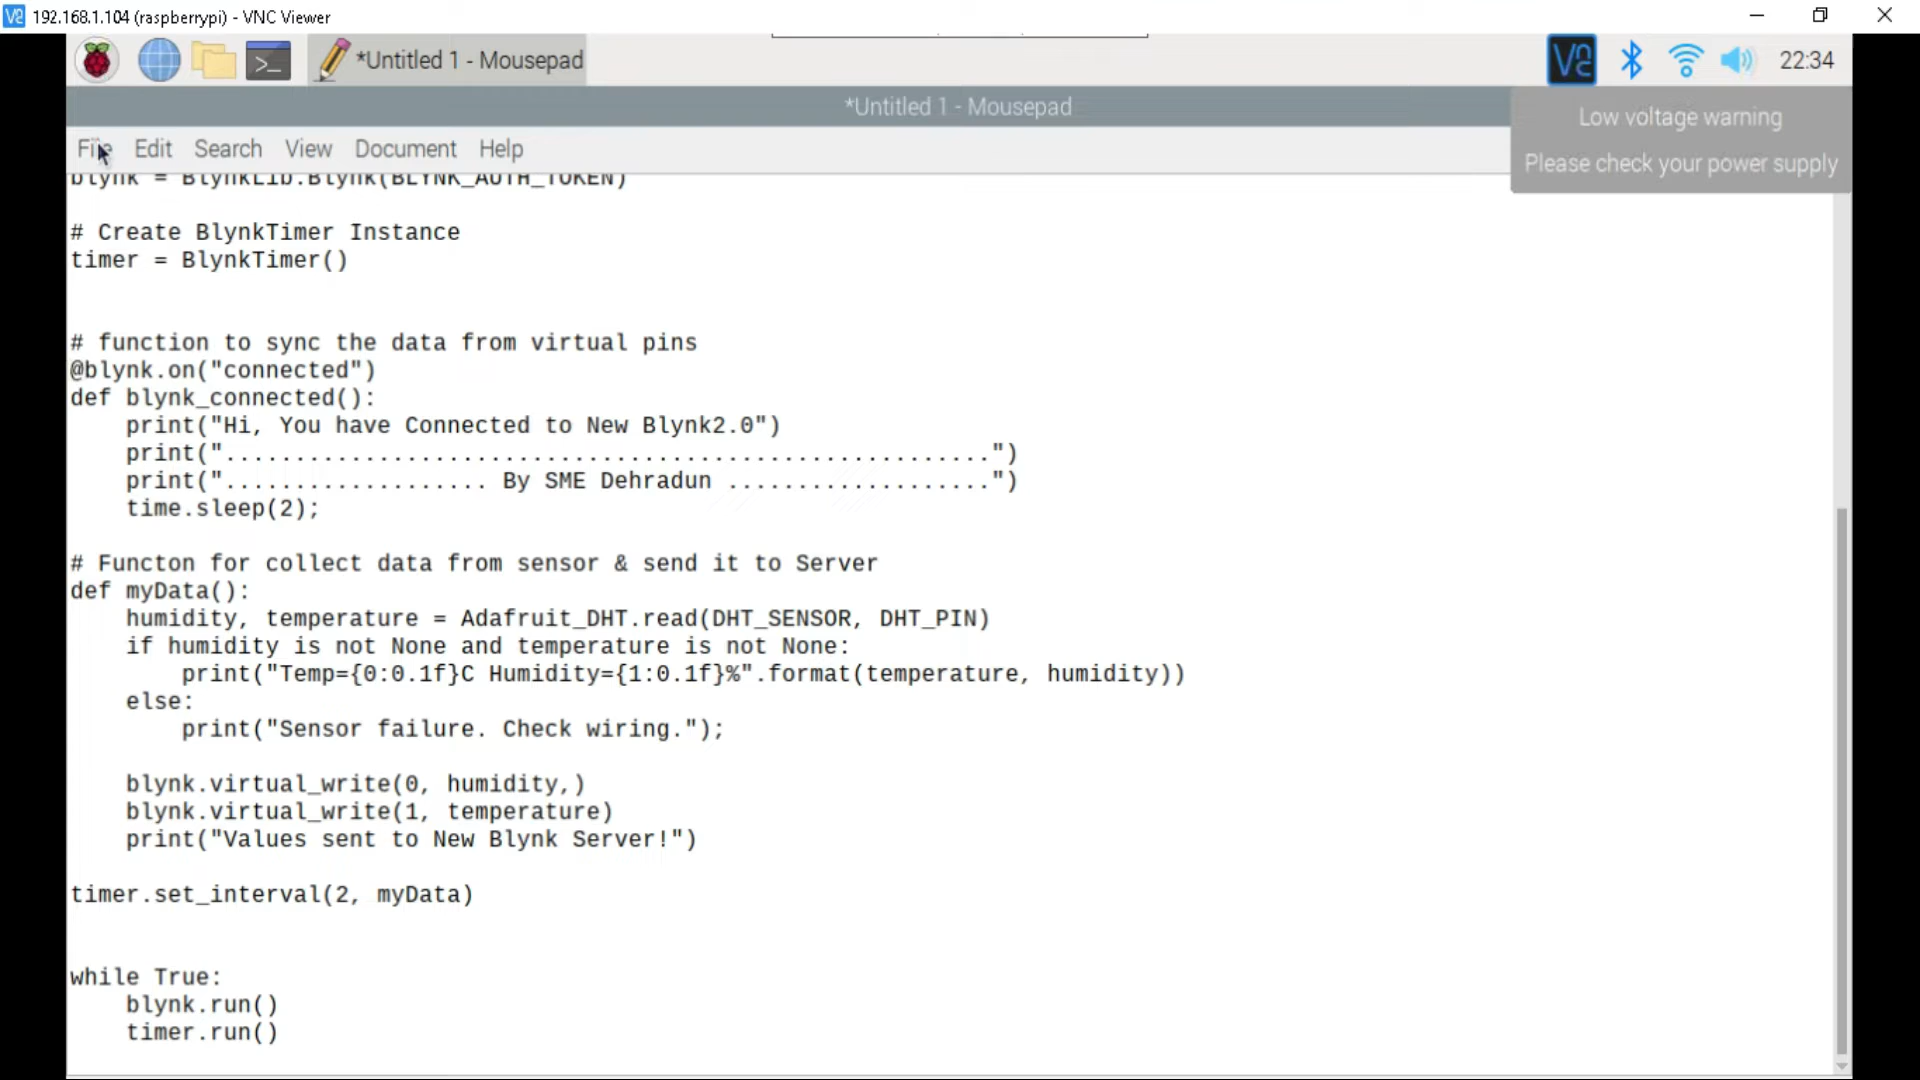 192.168.1.104 (raspberrypi) - VNC Viewer
*Untitled 1 - Mousepad
22:34
*Untitled 1 - Mousepad
Low voltage warning
Please check your power supply
File Edit Search View Document Help
blynk = BlynkLib.Blynk(BLYNK_AUTH_TOKEN)
# Create BlynkTimer Instance
timer = BlynkTimer()
# function to sync the data from virtual pins
@blynk.on("connected")
def blynk_connected():
    print("Hi, You have Connected to New Blynk2.0")
    print(".......................................................")
    print("................... By SME Dehradun ...................")
    time.sleep(2);
# Functon for collect data from sensor & send it to Server
def myData():
    humidity, temperature = Adafruit_DHT.read(DHT_SENSOR, DHT_PIN)
    if humidity is not None and temperature is not None:
        print("Temp={0:0.1f}C Humidity={1:0.1f}%".format(temperature, humidity))
    else:
        print("Sensor failure. Check wiring.");
    blynk.virtual_write(0, humidity,)
    blynk.virtual_write(1, temperature)
    print("Values sent to New Blynk Server!")
timer.set_interval(2, myData)
while True:
    blynk.run()
    timer.run()